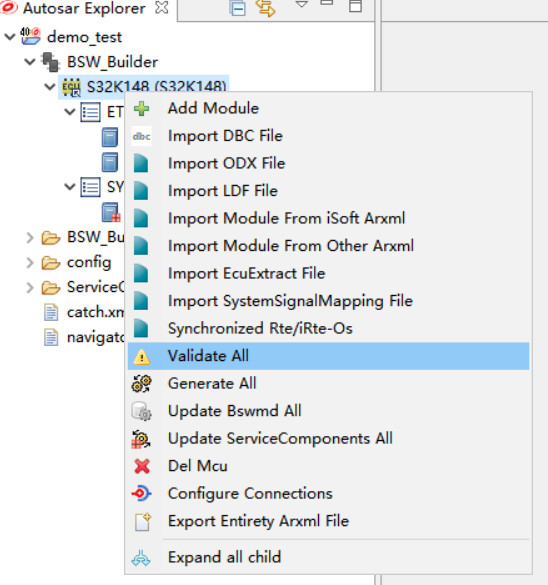 Autosar Explorer
demo_test
BSW_Builder
S32K148 (S32K148)
ET
SY
BSW_Bu
config
Service
catch.xm
navigato
Add Module
dbc Import DBC File
Import ODX File
Import LDF File
Import Module From iSoft Arxml
Import Module From Other Arxml
Import EcuExtract File
Import SystemSignalMapping File
Synchronized Rte/iRte-Os
Validate All
Generate All
Update Bswmd All
Update ServiceComponents All
Del Mcu
Configure Connections
Export Entirety Arxml File
Expand all child